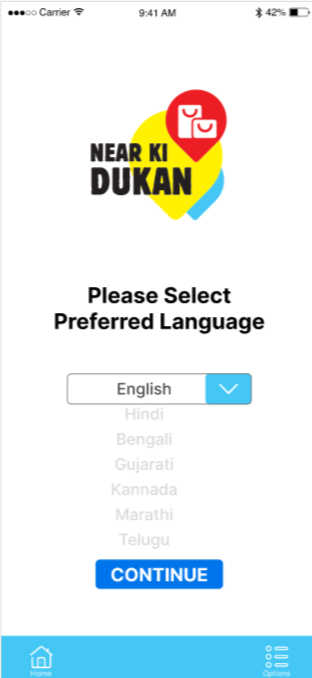 Carrier 9:41 AM 42%
NEAR KI
DUKAN
Please Select
Preferred Language
English
Hindi
Bengali
Gujarati
Kannada
Marathi
Telugu
CONTINUE
Home Options